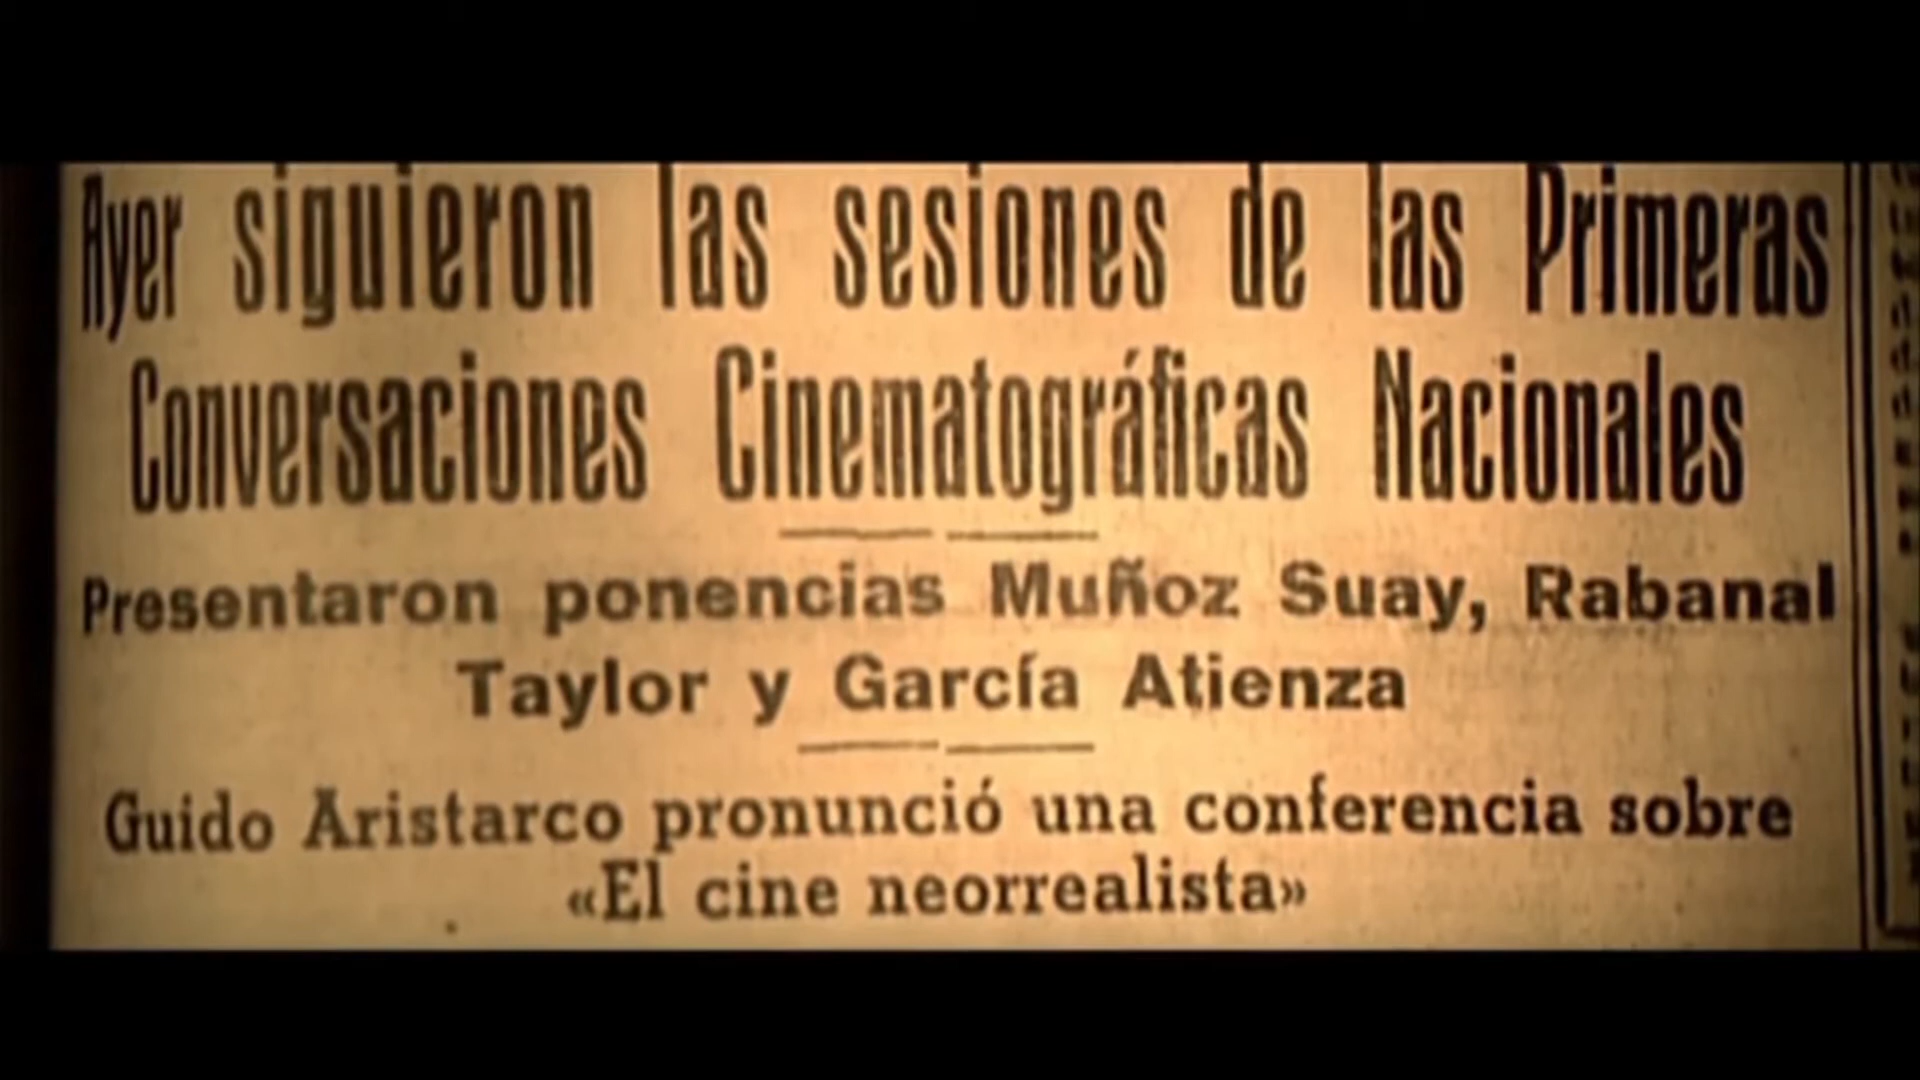 Ayer siguieron las sesiones de las Primeras
Conversaciones Cinematográficas Nacionales
Presentaron ponencias Muñoz Suay, Rabanal
Taylor y García Atienza
Guido Aristarco pronunció una conferencia sobre
«El cine neorrealista»